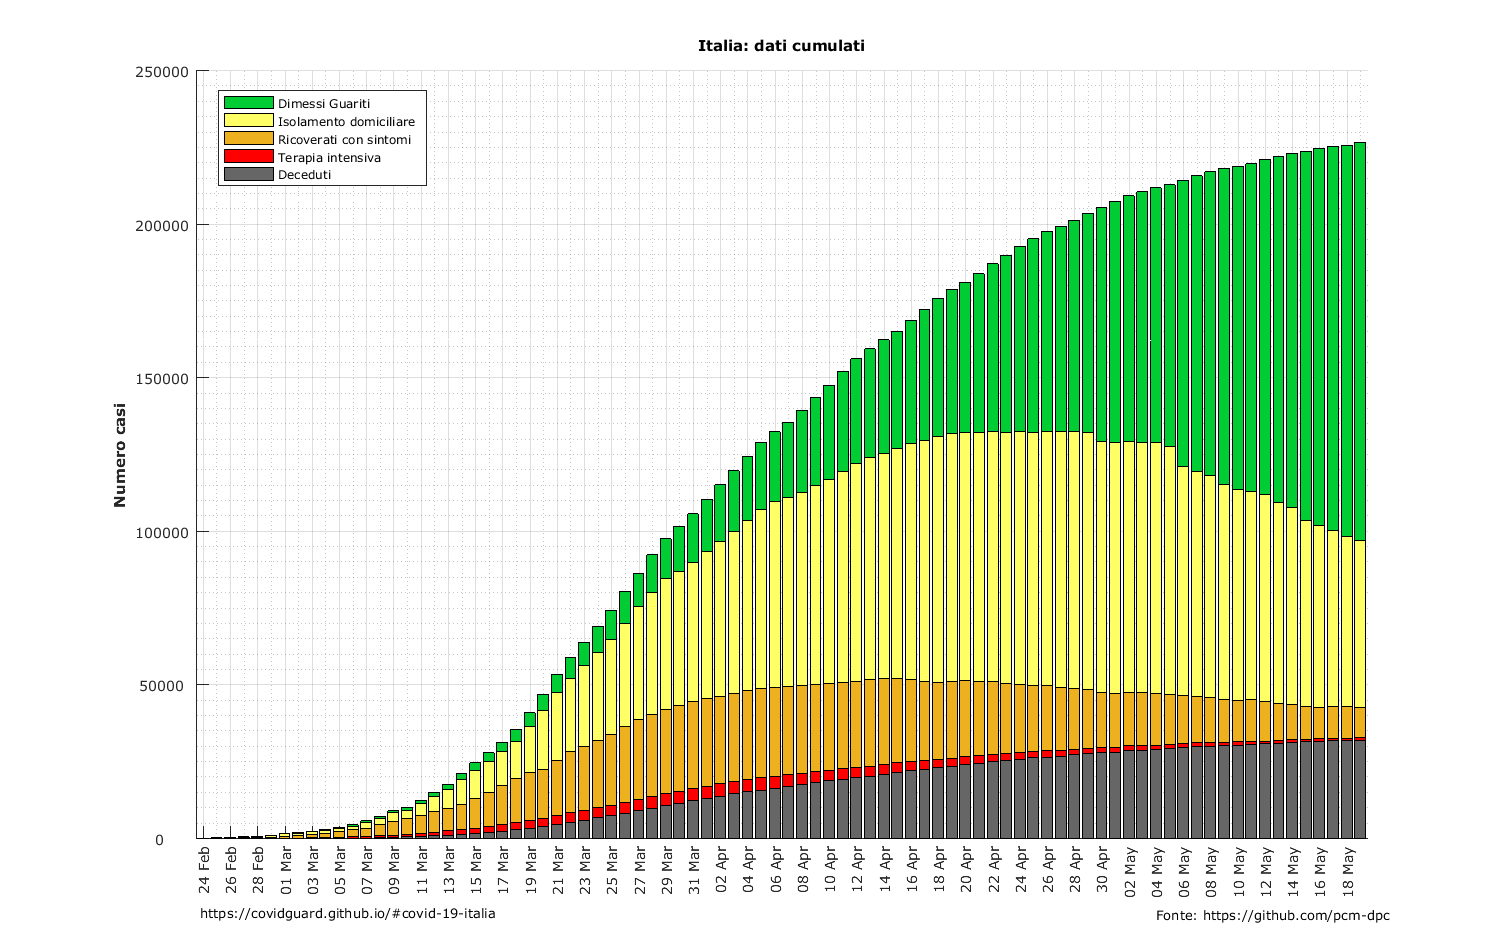 Italia: dati cumulati
250000
200000
150000
100000
50000
0
Numero casi
Dimessi Guariti
Isolamento domiciliare
Ricoverati con sintomi
Terapia intensiva
Deceduti
24 Feb
26 Feb
28 Feb
01 Mar
03 Mar
05 Mar
07 Mar
09 Mar
11 Mar
13 Mar
15 Mar
17 Mar
19 Mar
21 Mar
23 Mar
25 Mar
27 Mar
29 Mar
31 Mar
02 Apr
04 Apr
06 Apr
08 Apr
10 Apr
12 Apr
14 Apr
16 Apr
18 Apr
20 Apr
22 Apr
24 Apr
26 Apr
28 Apr
30 Apr
02 May
04 May
06 May
08 May
10 May
12 May
14 May
16 May
18 May
https://covidguard.github.io/#covid-19-italia
Fonte: https://github.com/pcm-dpc